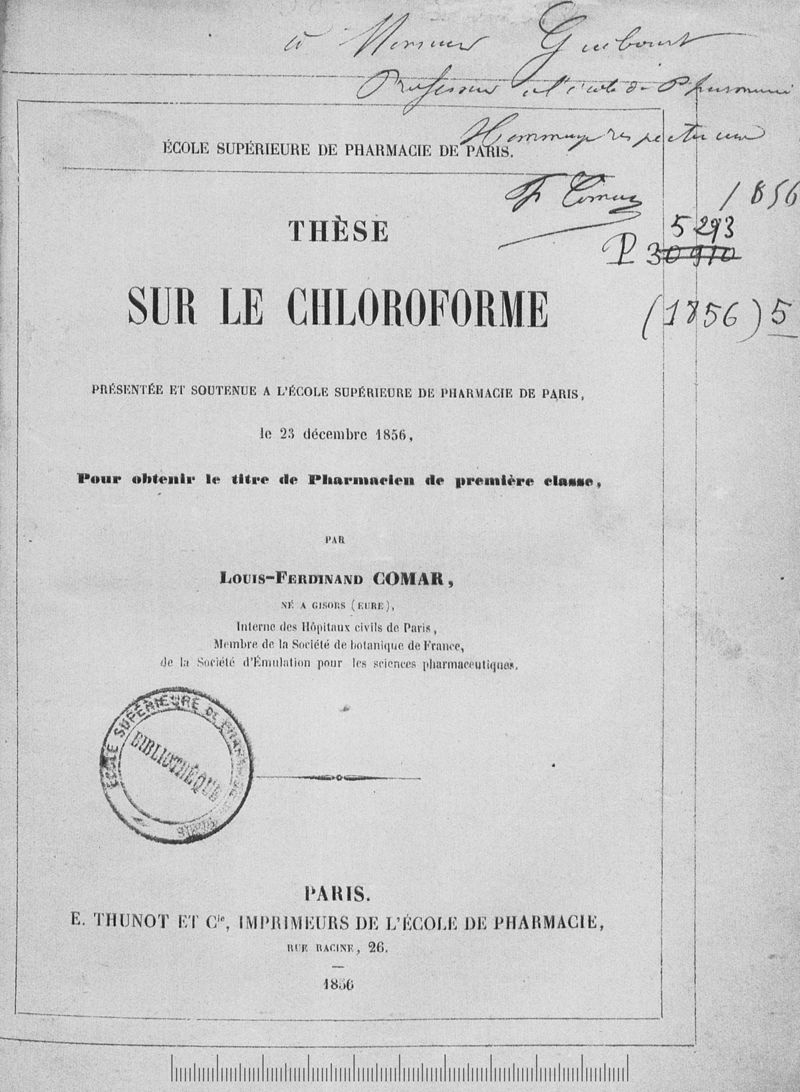 à Monsieur Guibourt
Professeur à l'école de Pharmacie
Hommage respectueux
F. Comar
1856
ÉCOLE SUPÉRIEURE DE PHARMACIE DE PARIS.
5293
P 30910
(1856) 5
THÈSE
SUR LE CHLOROFORME
PRÉSENTÉE ET SOUTENUE A L'ÉCOLE SUPÉRIEURE DE PHARMACIE DE PARIS,
le 23 décembre 1856,
Pour obtenir le titre de Pharmacien de première classe,
PAR
LOUIS-FERDINAND COMAR,
NÉ A GISORS (EURE),
Interne des Hôpitaux civils de Paris,
Membre de la Société de botanique de France,
de la Société d'Émulation pour les sciences pharmaceutiques.
ÉCOLE SUPÉRIEURE DE PHARMACIE
BIBLIOTHÈQUE
PARIS.
E. THUNOT ET Cie, IMPRIMEURS DE L'ÉCOLE DE PHARMACIE,
RUE RACINE, 26.
1856